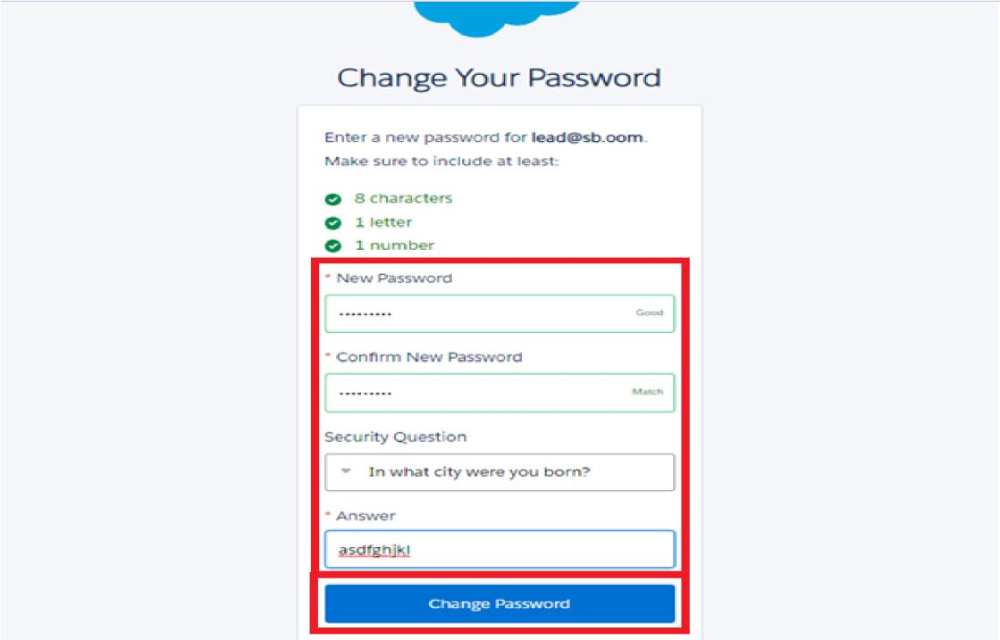 Change Your Password
Enter a new password for lead@sb.oom.
Make sure to include at least:
8 characters
1 letter
1 number
* New Password
••••••••• Good
* Confirm New Password
••••••••• Match
Security Question
In what city were you born?
* Answer
asdfghjkl
Change Password